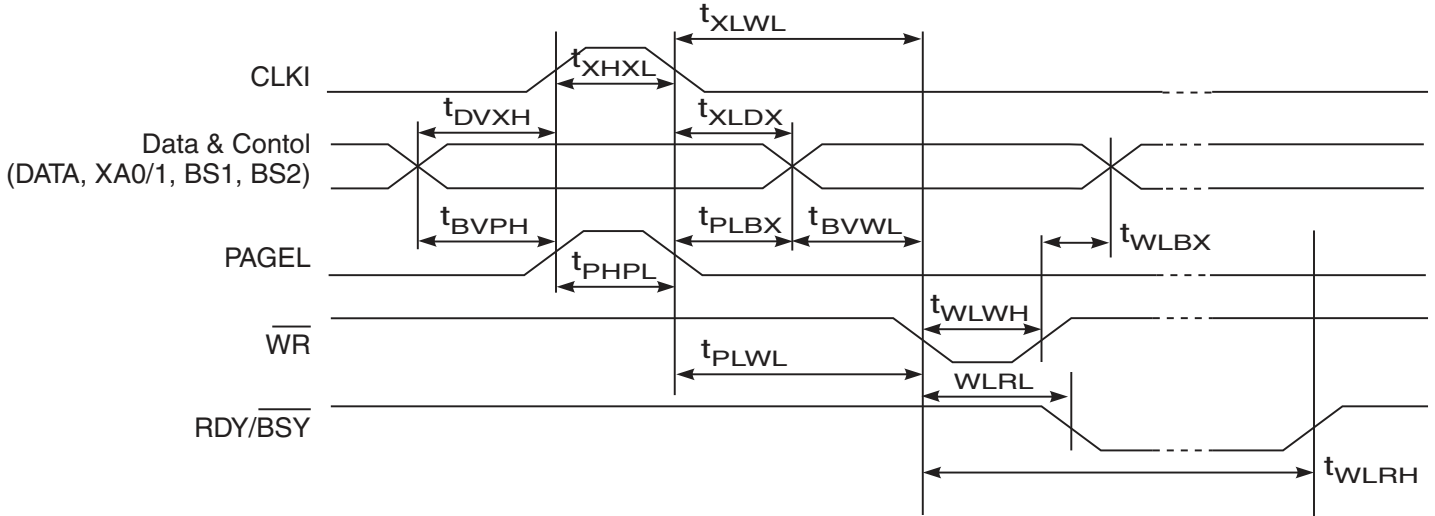 tXLWL
CLKI
tXHXL
tDVXH
tXLDX
Data & Contol
(DATA, XA0/1, BS1, BS2)
tBVPH
tPLBX
tBVWL
tWLBX
PAGEL
tPHPL
tWLWH
WR
tPLWL
WLRL
RDY/BSY
tWLRH